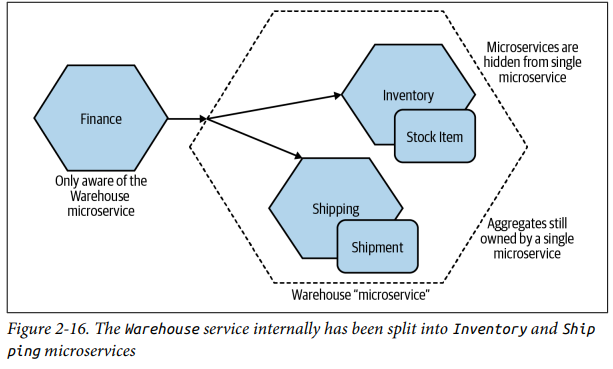 Finance
Only aware of the
Warehouse
microservice
Inventory
Stock Item
Microservices are
hidden from single
microservice
Shipping
Shipment
Aggregates still
owned by a single
microservice
Warehouse “microservice”
Figure 2-16. The Warehouse service internally has been split into Inventory and Ship
ping microservices